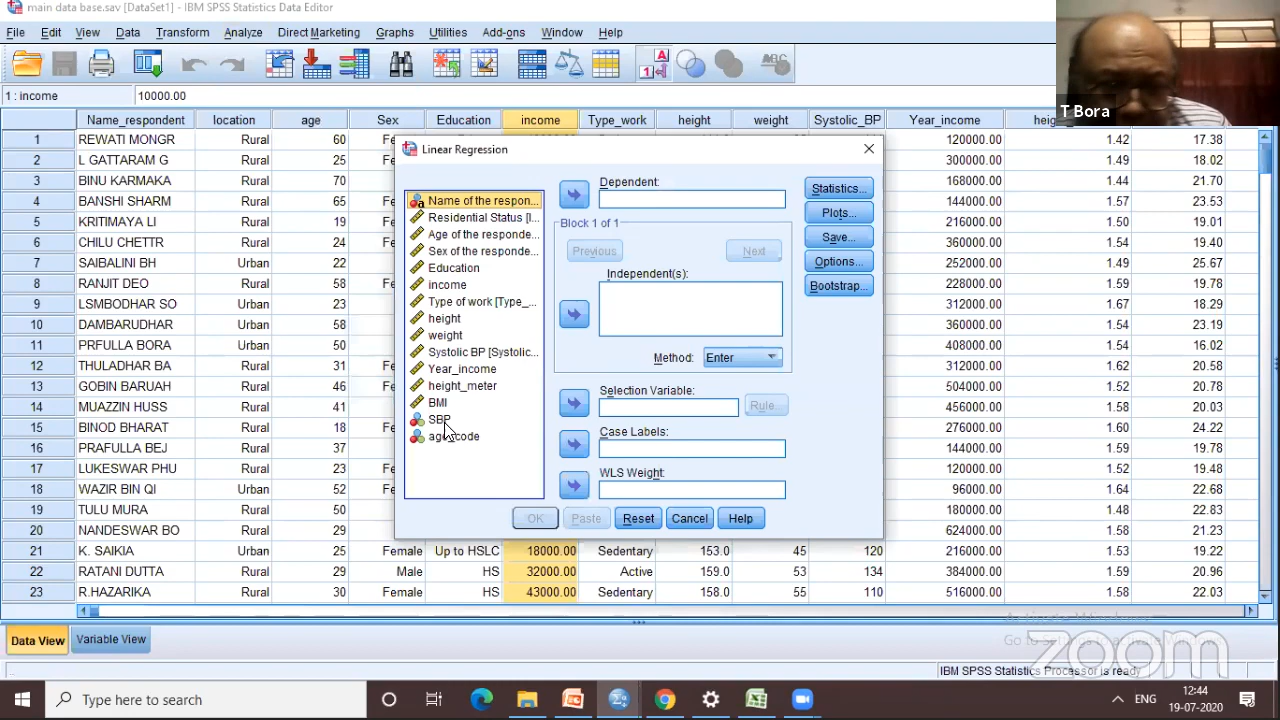 main data base.sav [DataSet1] - IBM SPSS Statistics Data Editor
File Edit View Data Transform Analyze Direct Marketing Graphs Utilities Add-ons Window Help
1 : income 10000.00
Name_respondent location age Sex Education income Type_work height weight Systolic_BP Year_income
1 REWATI MONGR Rural 60 120000.00 1.42 17.38
2 L GATTARAM G Rural 25 300000.00 1.49 18.02
3 BINU KARMAKA Rural 70 168000.00 1.44 21.70
4 BANSHI SHARM Rural 65 144000.00 1.57 23.53
5 KRITIMAYA LI Rural 19 216000.00 1.50 19.01
6 CHILU CHETTR Rural 24 360000.00 1.54 19.40
7 SAIBALINI BH Urban 22 252000.00 1.49 25.67
8 RANJIT DEO Rural 58 288000.00 1.59 19.78
9 LSMBODHAR SO Urban 23 312000.00 1.67 18.29
10 DAMBARUDHAR Urban 58 360000.00 1.54 23.19
11 PRFULLA BORA Urban 55 408000.00 1.54 16.02
12 THULADHAR BA Rural 31 336000.00 1.58 22.83
13 GOBIN BARUAH Rural 46 504000.00 1.52 20.78
14 MUAZZIN HUSS Rural 41 456000.00 1.58 20.03
15 BINOD BHARAT Rural 18 276000.00 1.60 22.24
16 PRAFULLA BEJ Rural 37 144000.00 1.59 19.78
17 LUKESWAR PHU Rural 23 120000.00 1.52 19.48
18 WAZIR BIN QI Rural 52 96000.00 1.64 22.68
19 TULU MURA Rural 50 180000.00 1.48 22.83
20 NANDESWAR BO Rural 29 624000.00 1.58 21.23
21 K. SAIKIA Urban 25 Female Up to HSLC 18000.00 Sedentary 153.0 45 120 216000.00 1.53 19.22
22 RATANI DUTTA Rural 29 Male HS 32000.00 Active 159.0 53 134 384000.00 1.59 20.96
23 R.HAZARIKA Rural 30 Female HS 43000.00 Sedentary 158.0 55 110 516000.00 1.58 22.03
Linear Regression
Name of the respon...
Residential Status [l...
Age of the responde...
Sex of the responde...
Education
income
Type of work [Type_...
height
weight
Systolic BP [Systolic...
Year_income
height_meter
BMI
SBP
Dependent:
Block 1 of 1
Previous Next
Independent(s):
Method: Enter
Selection Variable:
Rule...
Case Labels:
WLS Weight:
Statistics...
Plots...
Save...
Options...
Bootstrap...
OK Paste Reset Cancel Help
T Bora
Data View Variable View
zoom
IBM SPSS Statistics Processor is ready
Type here to search
ENG
12:44
19-07-2020